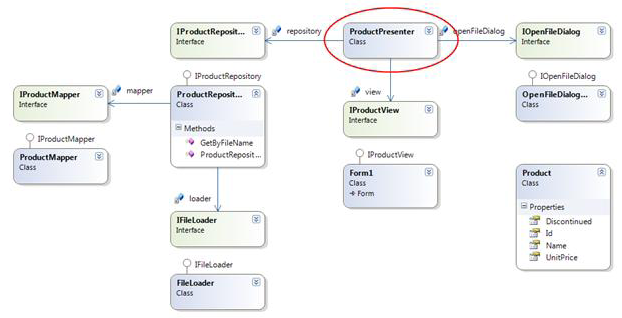 IProductReposit...
Interface
repository
ProductPresenter
Class
openFileDialog
IOpenFileDialog
Interface
IProductRepository
IOpenFileDialog
IProductMapper
Interface
mapper
ProductReposit...
Class
view
OpenFileDialog...
Class
IProductView
Interface
Methods
GetByFileName
ProductReposit...
IProductMapper
ProductMapper
Class
IProductView
Form1
Class
Form
Product
Class
Properties
Discontinued
Id
Name
UnitPrice
loader
IFileLoader
Interface
IFileLoader
FileLoader
Class